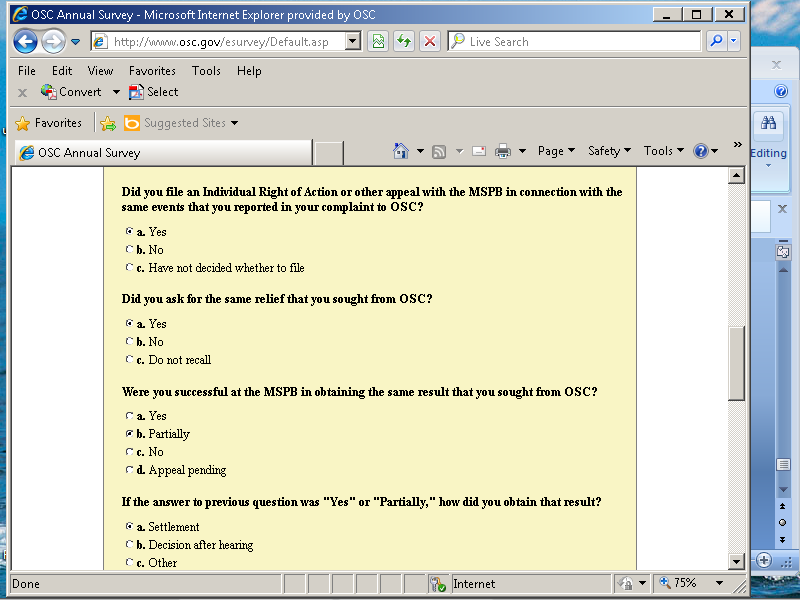 OSC Annual Survey - Microsoft Internet Explorer provided by OSC
http://www.osc.gov/esurvey/Default.asp
Live Search
File Edit View Favorites Tools Help
x Convert Select
Favorites Suggested Sites
OSC Annual Survey
Page Safety Tools »
Editing
Did you file an Individual Right of Action or other appeal with the MSPB in connection with the
same events that you reported in your complaint to OSC?
a. Yes
b. No
c. Have not decided whether to file
Did you ask for the same relief that you sought from OSC?
a. Yes
b. No
c. Do not recall
Were you successful at the MSPB in obtaining the same result that you sought from OSC?
a. Yes
b. Partially
c. No
d. Appeal pending
If the answer to previous question was "Yes" or "Partially," how did you obtain that result?
a. Settlement
b. Decision after hearing
c. Other
Done Internet 75%